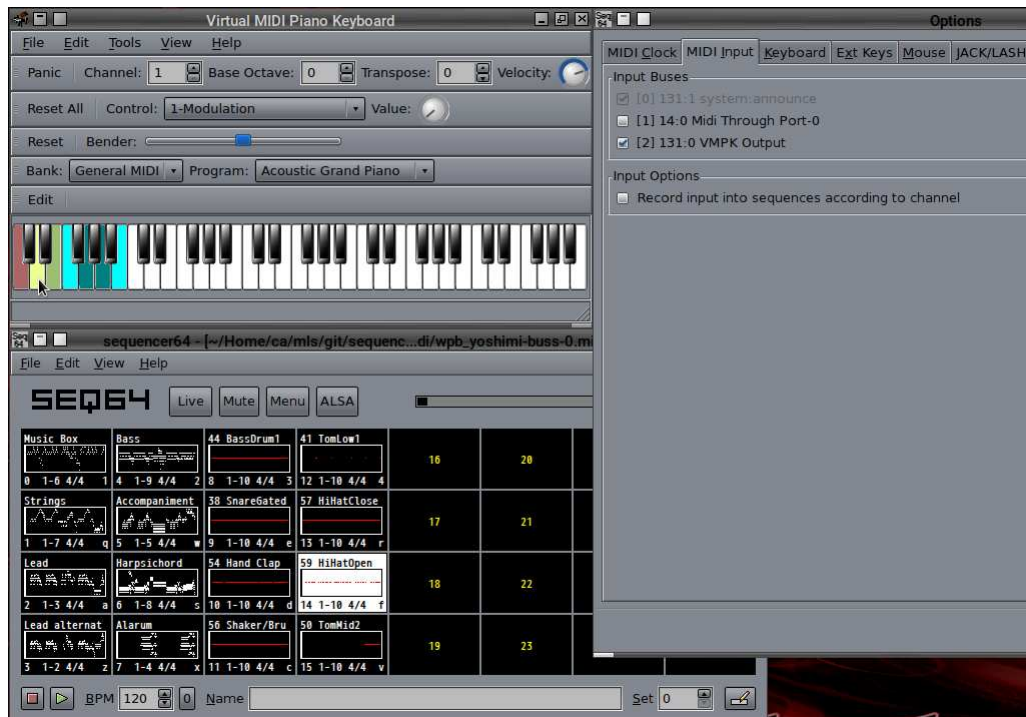 Virtual MIDI Piano Keyboard
File Edit Tools View Help
Panic Channel: 1 Base Octave: 0 Transpose: 0 Velocity:
Reset All Control: 1-Modulation Value:
Reset Bender:
Bank: General MIDI Program: Acoustic Grand Piano
Edit
Options
MIDI Clock MIDI Input Keyboard Ext Keys Mouse JACK/LASH
Input Buses
[0] 131:1 system:announce
[1] 14:0 Midi Through Port-0
[2] 131:0 VMPK Output
Input Options
Record input into sequences according to channel
Seq 64
sequencer64 - [~/Home/ca/mls/git/sequenc...di/wpb_yoshimi-buss-0.mi
File Edit View Help
SEQ64 Live Mute Menu ALSA
Music Box Bass 44 BassDrum1 41 TomLow1
16 20
0 1-6 4/4 1 4 1-9 4/4 2 8 1-10 4/4 3 12 1-10 4/4 4
Strings Accompaniment 38 SnareGated 57 HiHatClose
17 21
1 1-7 4/4 q 5 1-5 4/4 w 9 1-10 4/4 e 13 1-10 4/4 r
Lead Harpsichord 54 Hand Clap 59 HiHatOpen
18 22
2 1-3 4/4 a 6 1-8 4/4 s 10 1-10 4/4 d 14 1-10 4/4 f
Lead alternat Alarum 56 Shaker/Bru 50 TomMid2
19 23
3 1-2 4/4 z 7 1-4 4/4 x 11 1-10 4/4 c 15 1-10 4/4 v
BPM 120 0 Name Set 0